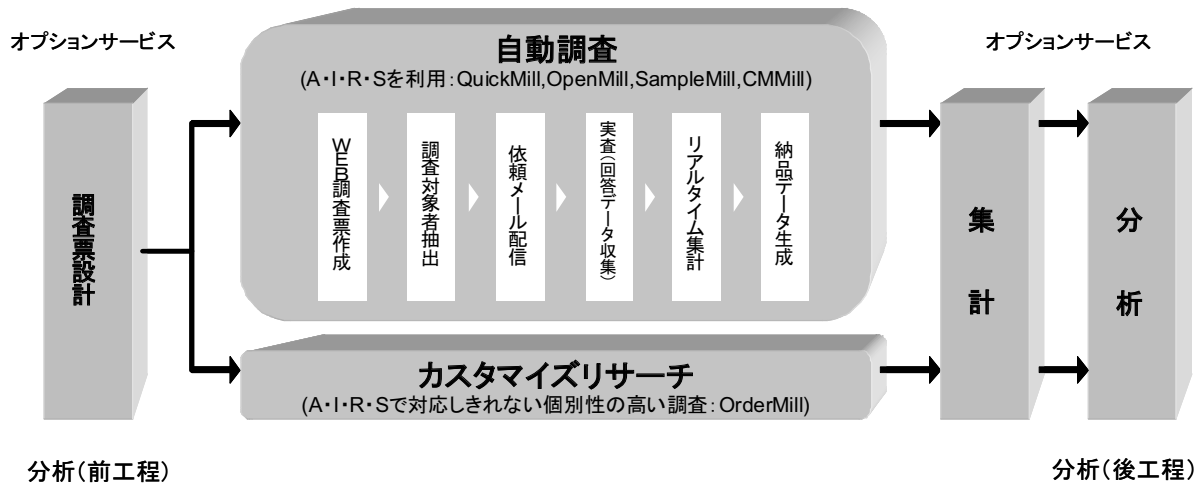 オプションサービス
調査票設計
分析(前工程)
自動調査
(A・I・R・Sを利用:QuickMill,OpenMill,SampleMill,CMMill)
WEB調査票作成
調査対象者抽出
依頼メール配信
実査(回答データ収集)
リアルタイム集計
納品データ生成
カスタマイズリサーチ
(A・I・R・Sで対応しきれない個別性の高い調査:OrderMill)
オプションサービス
集計
分析
分析(後工程)